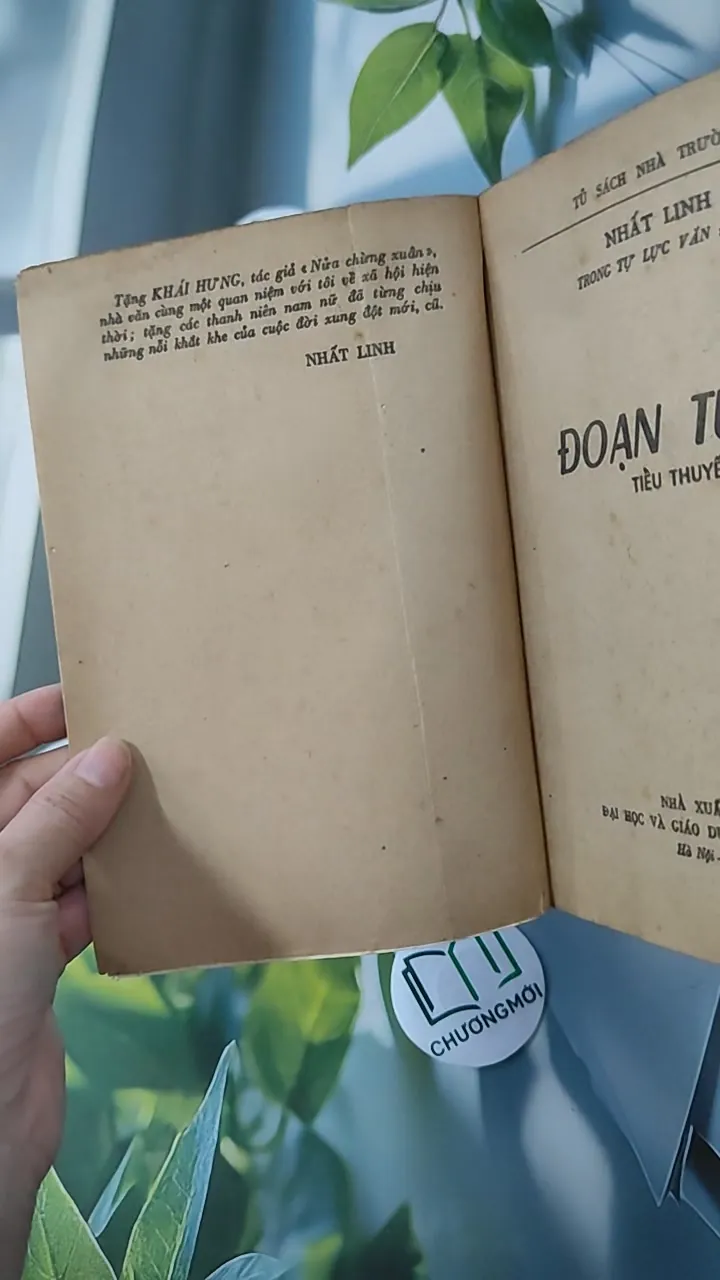 Tặng KHÁI HƯNG, tác giả « Nửa chừng xuân »,
nhà văn cùng một quan niệm với tôi về xã hội hiện
thời ; tặng các thanh niên nam nữ đã từng chịu
những nỗi khắt khe của cuộc đời xung đột mới, cũ.
NHẤT LINH
TỦ SÁCH NHÀ
NHẤT LINH
TRONG TỰ LỰC VĂN
ĐOẠN
TIỂU
NHÀ
ĐẠI HỌC VÀ GIÁO
Hà Nội
CHƯƠNGMỚI